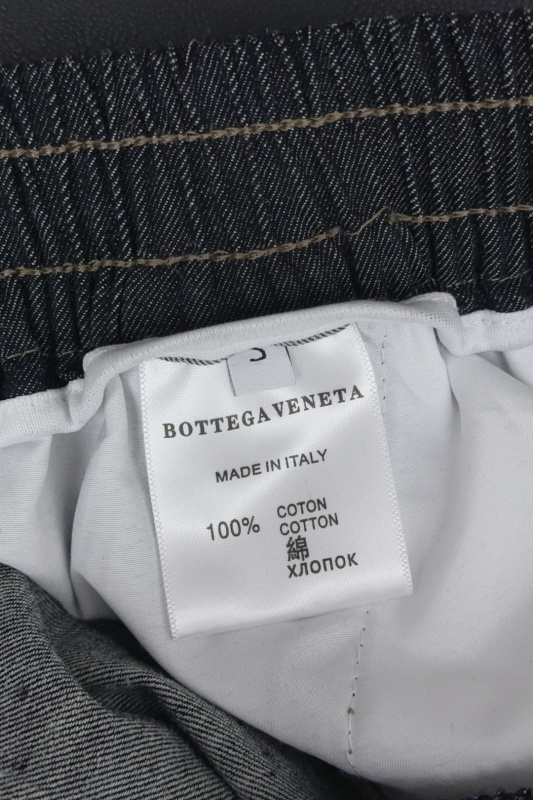 BOTTEGA VENETA
MADE IN ITALY
100% COTON
COTTON
綿
ХЛОПОК